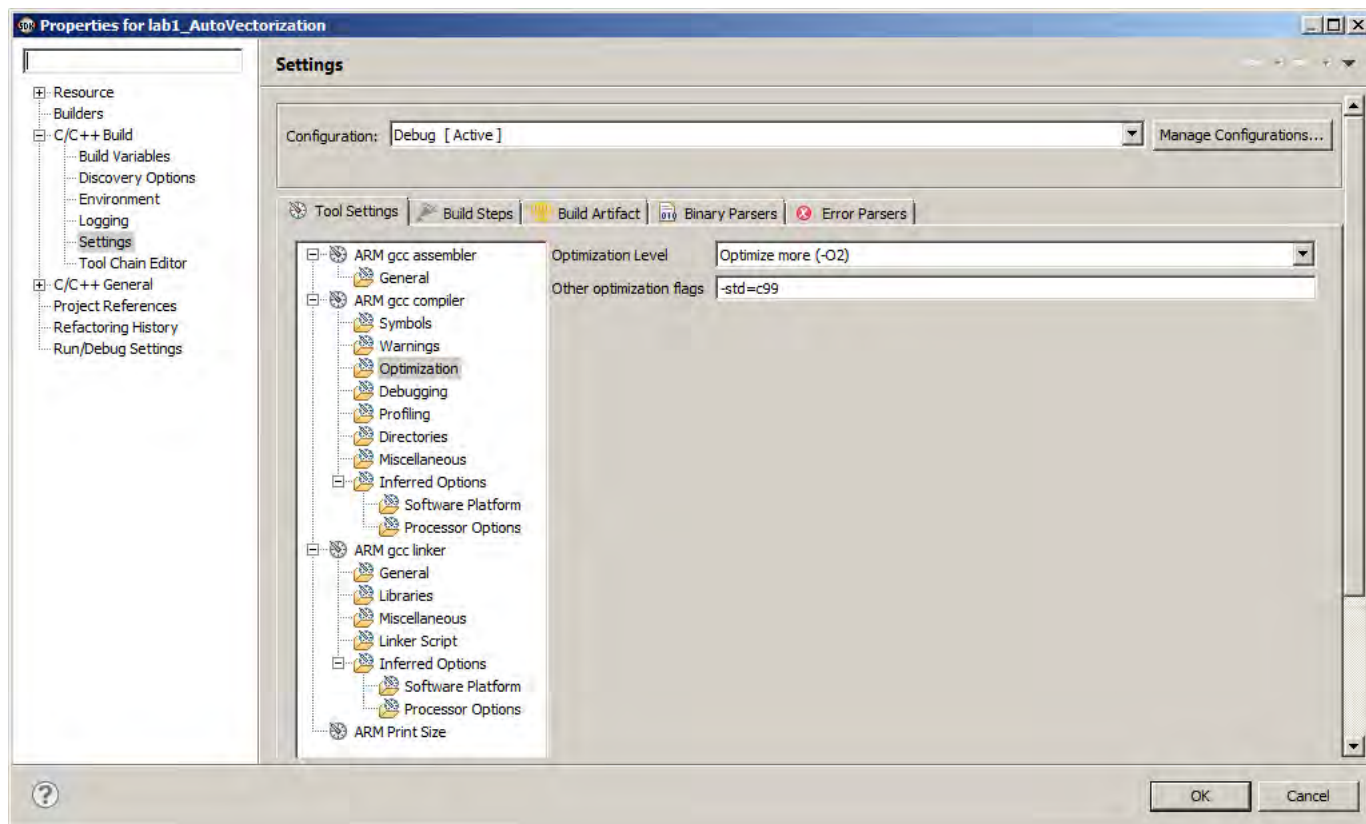 SDK Properties for lab1_AutoVectorization
Settings
Resource
Builders
C/C++ Build
Build Variables
Discovery Options
Environment
Logging
Settings
Tool Chain Editor
C/C++ General
Project References
Refactoring History
Run/Debug Settings
Configuration: Debug [ Active ] Manage Configurations...
Tool Settings Build Steps Build Artifact 010 Binary Parsers Error Parsers
ARM gcc assembler
General
ARM gcc compiler
Symbols
Warnings
Optimization
Debugging
Profiling
Directories
Miscellaneous
Inferred Options
Software Platform
Processor Options
ARM gcc linker
General
Libraries
Miscellaneous
Linker Script
Inferred Options
Software Platform
Processor Options
ARM Print Size
Optimization Level Optimize more (-O2)
Other optimization flags -std=c99
? OK Cancel